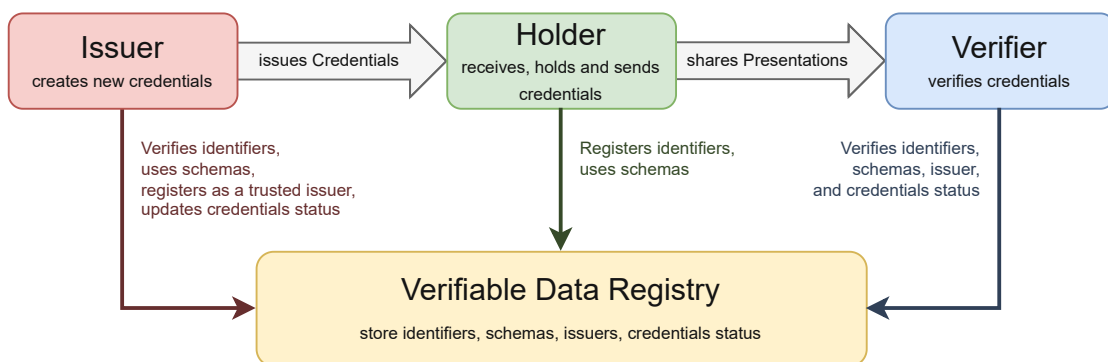 Issuer
creates new credentials
issues Credentials
Holder
receives, holds and sends
credentials
shares Presentations
Verifier
verifies credentials
Verifies identifiers,
uses schemas,
registers as a trusted issuer,
updates credentials status
Registers identifiers,
uses schemas
Verifies identifiers,
schemas, issuer,
and credentials status
Verifiable Data Registry
store identifiers, schemas, issuers, credentials status